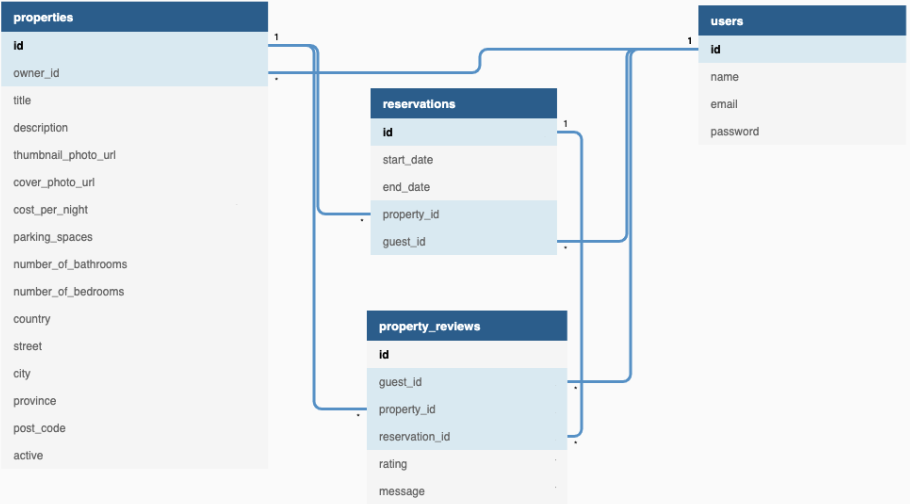 properties
id
owner_id
title
description
thumbnail_photo_url
cover_photo_url
cost_per_night
parking_spaces
number_of_bathrooms
number_of_bedrooms
country
street
city
province
post_code
active
1
*
reservations
id
start_date
end_date
property_id
guest_id
1
*
*
property_reviews
id
guest_id
property_id
reservation_id
rating
message
*
*
*
users
id
name
email
password
1